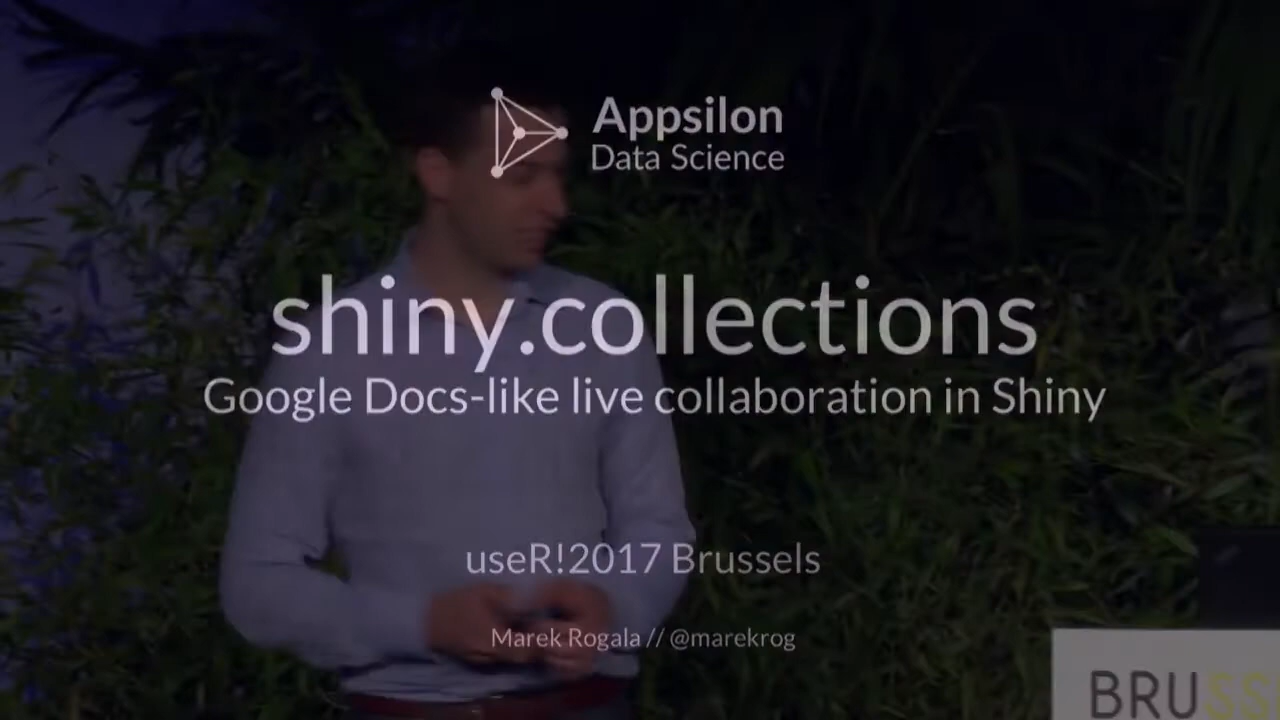 Appsilon
Data Science
shiny.collections
Google Docs-like live collaboration in Shiny
useR!2017 Brussels
Marek Rogala // @marekrog
BRUSS